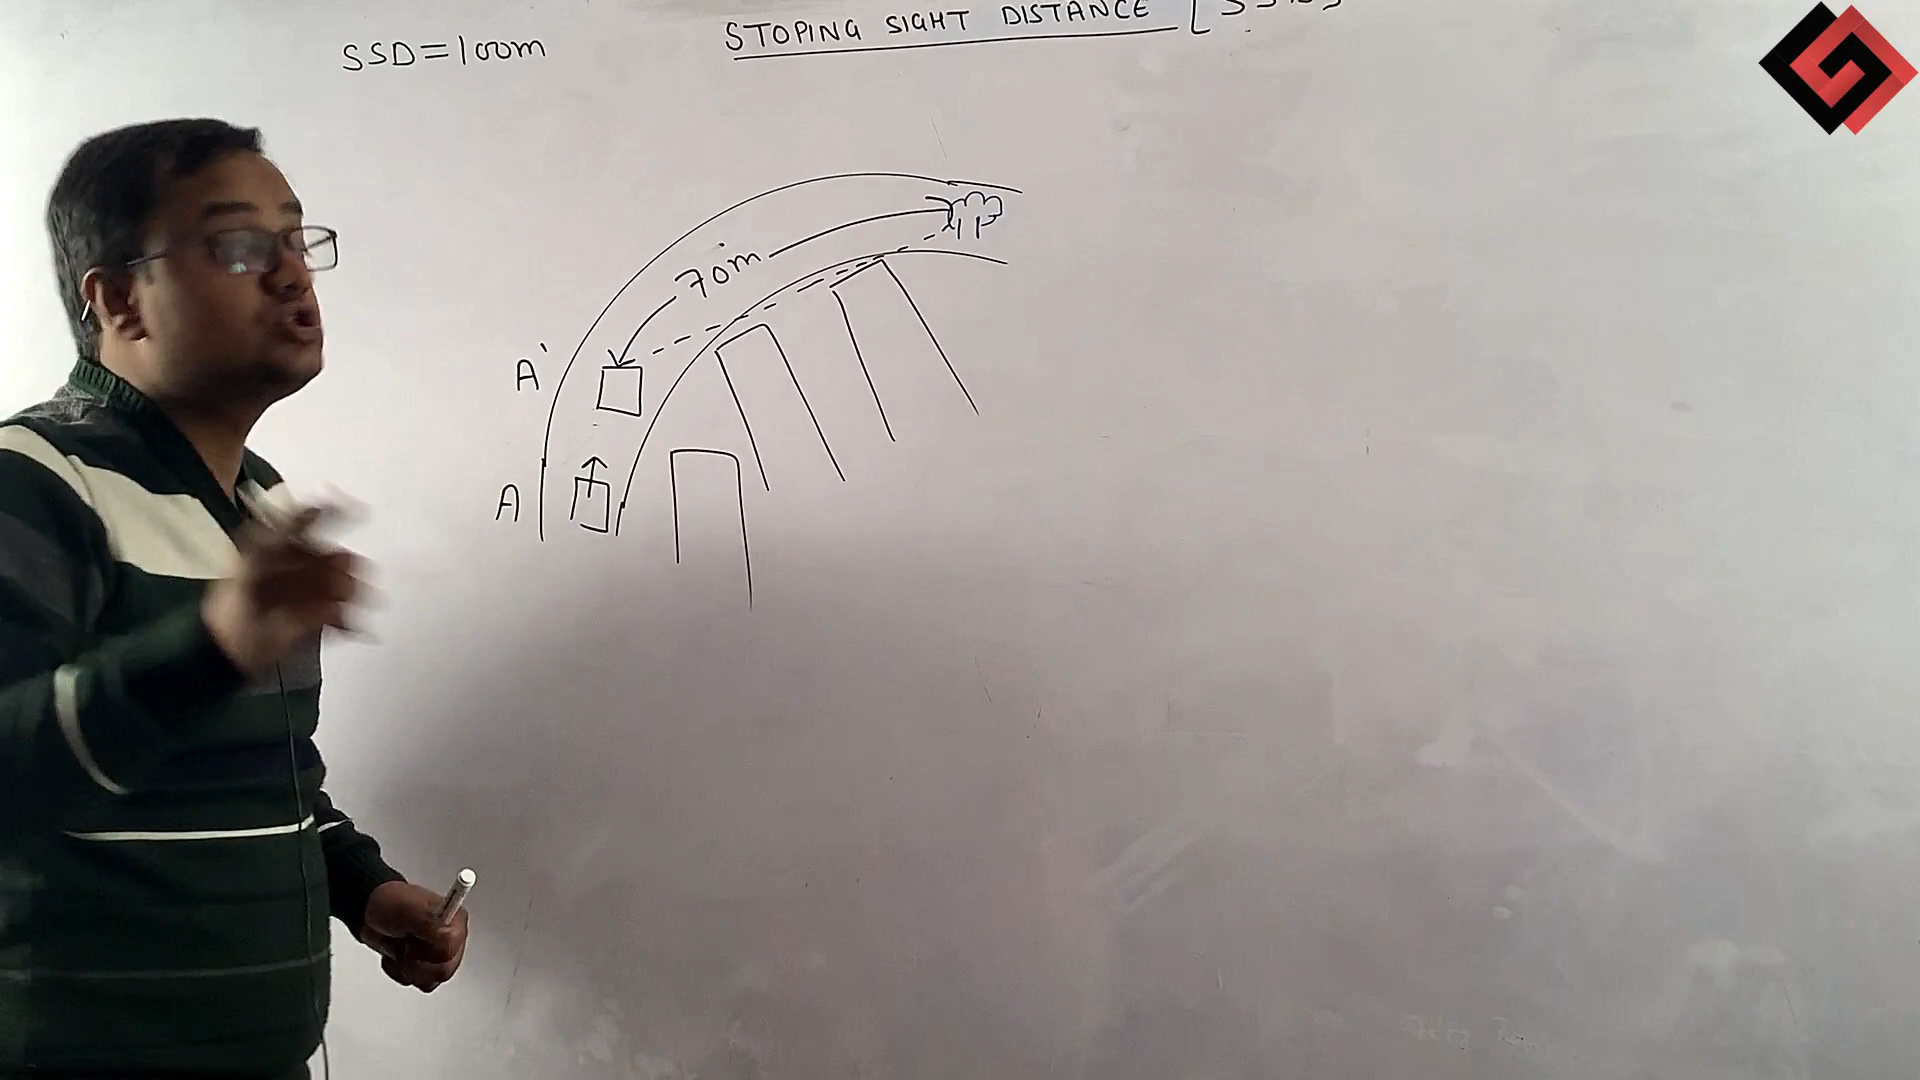 STOPING SIGHT DISTANCE [
SSD=100m
70m
A'
A